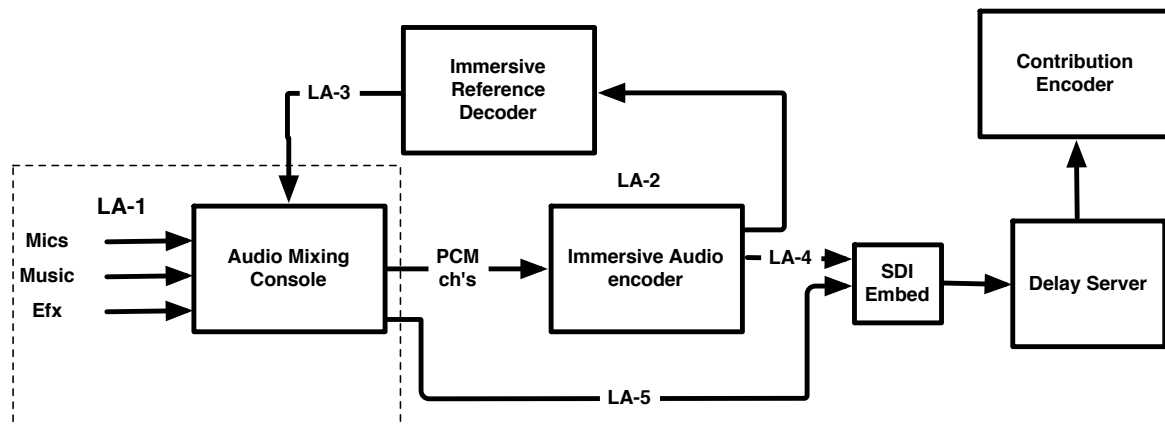 Immersive
Reference
Decoder
Contribution
Encoder
LA-3
LA-2
LA-1
Mics
Music
Efx
Audio Mixing
Console
PCM
ch's
Immersive Audio
encoder
LA-4
SDI
Embed
Delay Server
LA-5